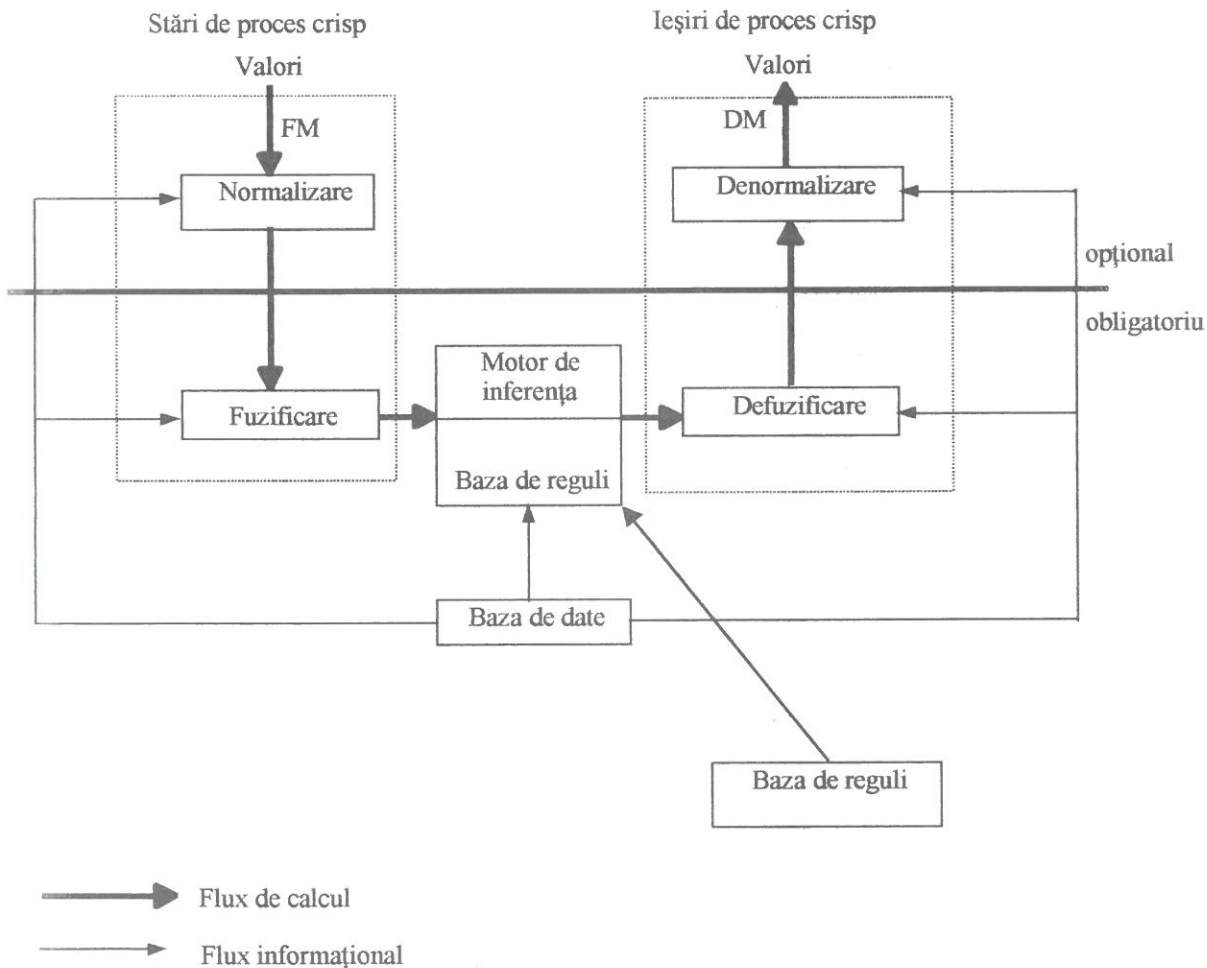 Stări de proces crisp
Valori
Ieşiri de proces crisp
Valori
FM
DM
Normalizare
Denormalizare
opţional
obligatoriu
Fuzificare
Motor de
inferenţa
Baza de reguli
Defuzificare
Baza de date
Baza de reguli
Flux de calcul
Flux informaţional